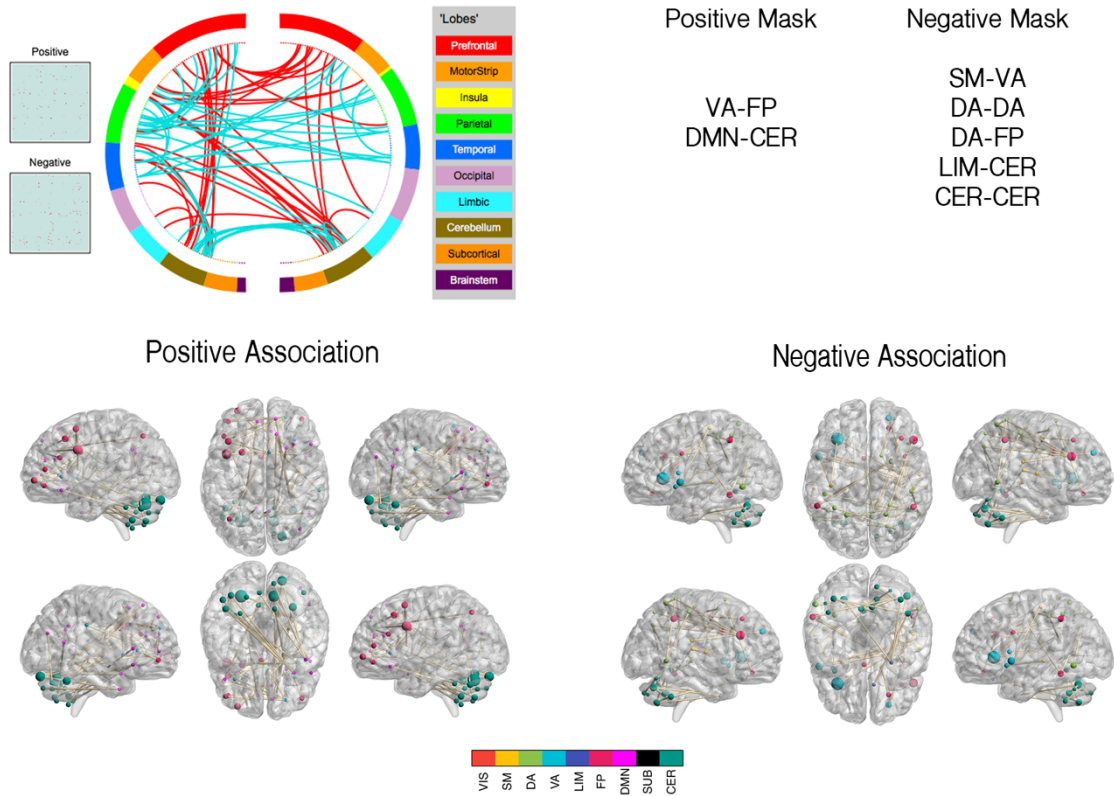 Positive
Negative
'Lobes'
Prefrontal
MotorStrip
Insula
Parietal
Temporal
Occipital
Limbic
Cerebellum
Subcortical
Brainstem
Positive Mask
VA-FP
DMN-CER
Negative Mask
SM-VA
DA-DA
DA-FP
LIM-CER
CER-CER
Positive Association
Negative Association
VIS
SM
DA
VA
LIM
FP
DMN
SUB
CER